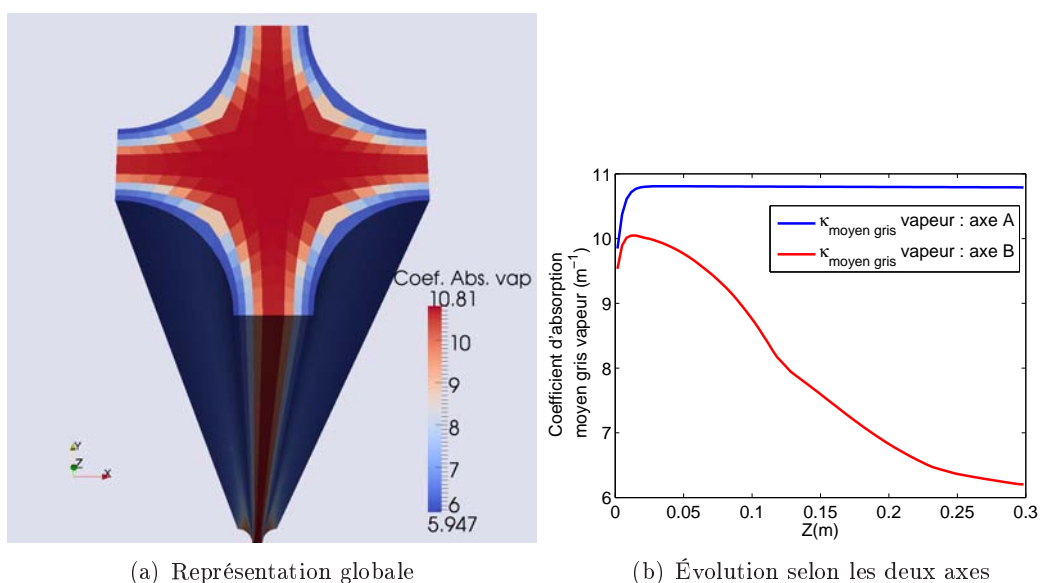 Coef. Abs. vap
10.81
10
9
8
7
6
5.947
Y
Z
X
(a) Représentation globale
11
10
9
8
7
6
0
0.05
0.1
0.15
0.2
0.25
0.3
Z(m)
Coefficient d'absorption
moyen gris vapeur (m⁻¹)
κmoyen gris vapeur : axe A
κmoyen gris vapeur : axe B
(b) Évolution selon les deux axes